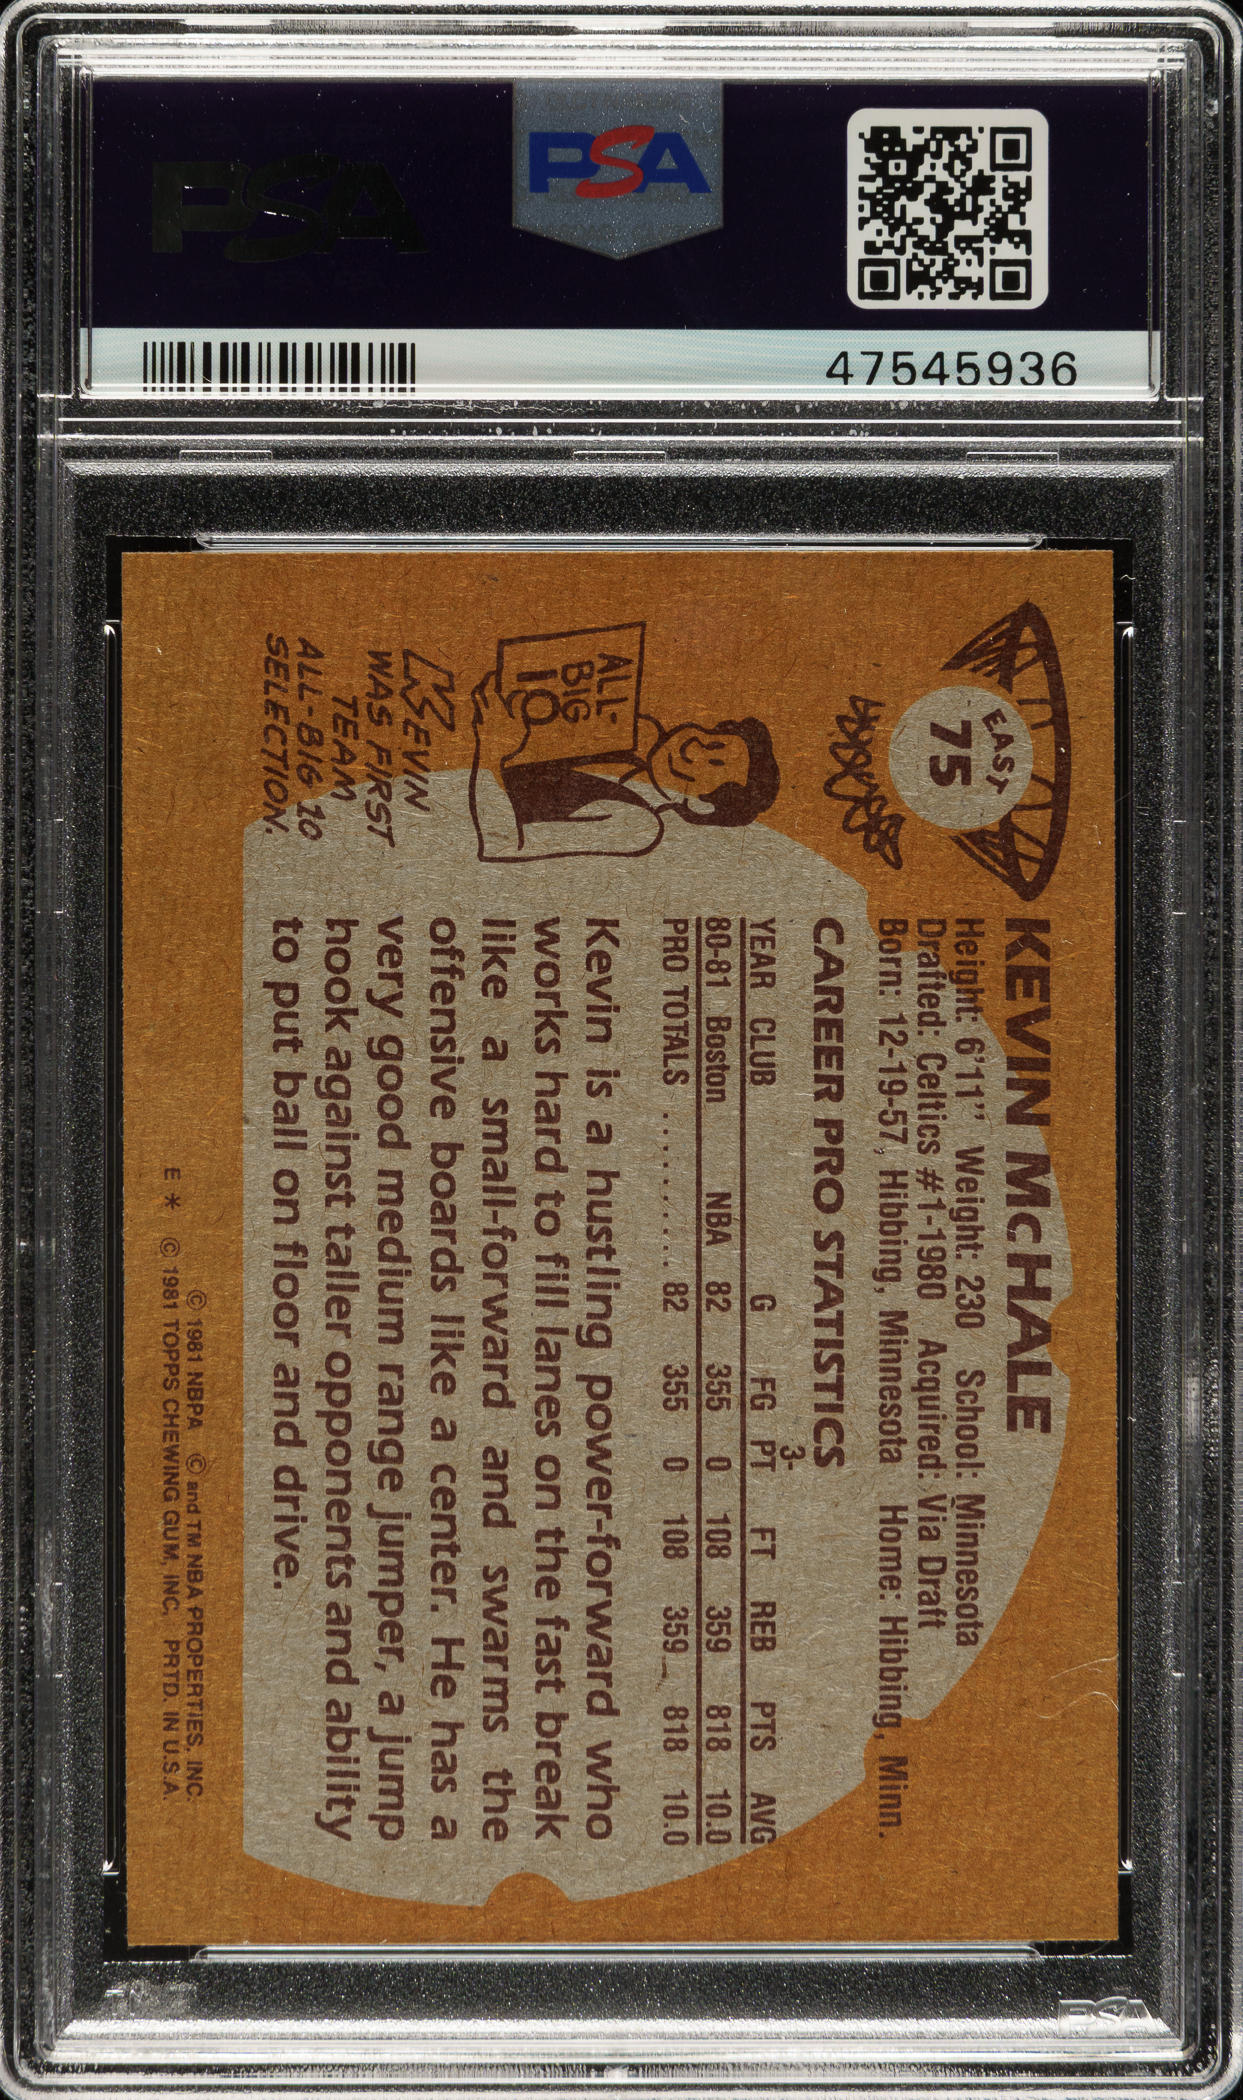 PSA
PSA
47545936
EAST
75
KEVIN McHALE
Height: 6'11" Weight: 230 School: Minnesota
Drafted: Celtics #1-1980 Acquired: Via Draft
Born: 12-19-57, Hibbing, Minnesota Home: Hibbing, Minn.
CAREER PRO STATISTICS
YEAR CLUB G FG 3-PT FT REB PTS AVG
80-81 Boston NBA 82 355 0 108 359 818 10.0
PRO TOTALS .......... 82 355 0 108 359 818 10.0
ALL-
BIG
10
KEVIN
WAS FIRST
TEAM
ALL-BIG 10
SELECTION.
Kevin is a hustling power-forward who
works hard to fill lanes on the fast break
like a small-forward and swarms the
offensive boards like a center. He has a
very good medium range jumper, a jump
hook against taller opponents and ability
to put ball on floor and drive.
© 1981 NBPA © and TM NBA PROPERTIES, INC.
E * © 1981 TOPPS CHEWING GUM, INC. PRTD. IN U.S.A.
PSA